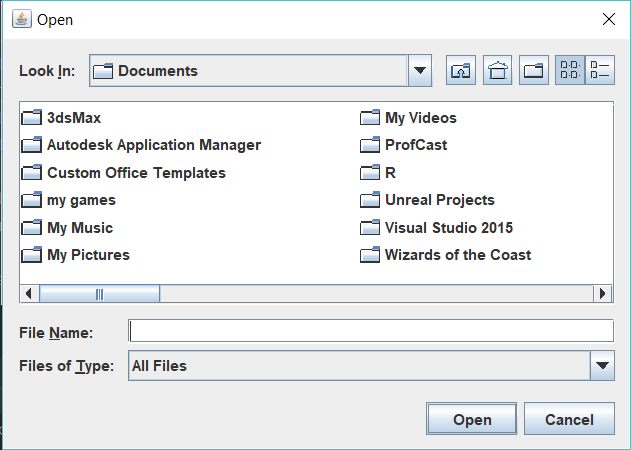 Open
Look In: Documents
3dsMax
Autodesk Application Manager
Custom Office Templates
my games
My Music
My Pictures
My Videos
ProfCast
R
Unreal Projects
Visual Studio 2015
Wizards of the Coast
File Name:
Files of Type: All Files
Open Cancel